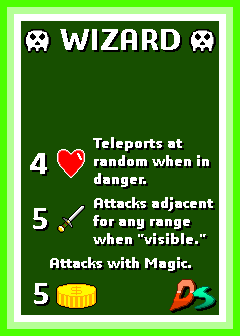 WIZARD
4
Teleports at
random when in
danger.
5
Attacks adjacent
for any range
when "visible."
Attacks with Magic.
5
DS